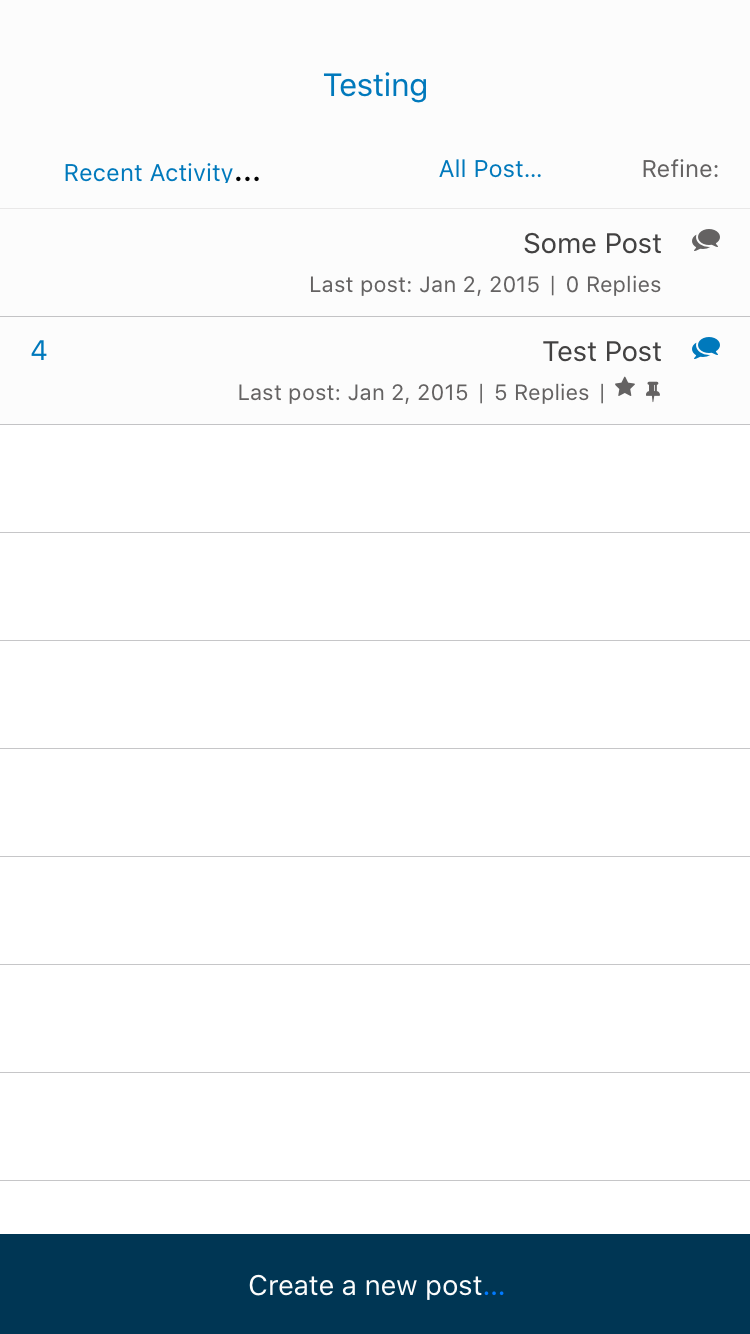 Testing
Recent Activity...
All Post...
Refine:
Some Post
Last post: Jan 2, 2015 | 0 Replies
4
Test Post
Last post: Jan 2, 2015 | 5 Replies |
Create a new post...